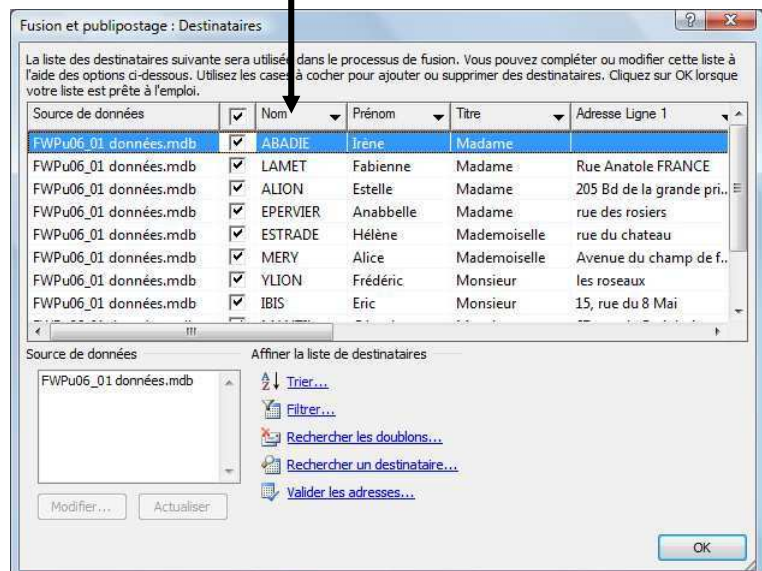 Fusion et publipostage : Destinataires
La liste des destinataires suivante sera utilisée dans le processus de fusion. Vous pouvez compléter ou modifier cette liste à
l'aide des options ci-dessous. Utilisez les cases à cocher pour ajouter ou supprimer des destinataires. Cliquez sur OK lorsque
votre liste est prête à l'emploi.
Source de données Nom Prénom Titre Adresse Ligne 1
FWPu06_01 données.mdb ABADIE Irène Madame
FWPu06_01 données.mdb LAMET Fabienne Madame Rue Anatole FRANCE
FWPu06_01 données.mdb ALION Estelle Madame 205 Bd de la grande pri...
FWPu06_01 données.mdb EPERVIER Anabbelle Madame rue des rosiers
FWPu06_01 données.mdb ESTRADE Hélène Mademoiselle rue du chateau
FWPu06_01 données.mdb MERY Alice Mademoiselle Avenue du champ de f...
FWPu06_01 données.mdb YLION Frédéric Monsieur les roseaux
FWPu06_01 données.mdb IBIS Eric Monsieur 15, rue du 8 Mai
Source de données Affiner la liste de destinataires
FWPu06_01 données.mdb
Trier...
Filtrer...
Rechercher les doublons...
Rechercher un destinataire...
Valider les adresses...
Modifier... Actualiser
OK